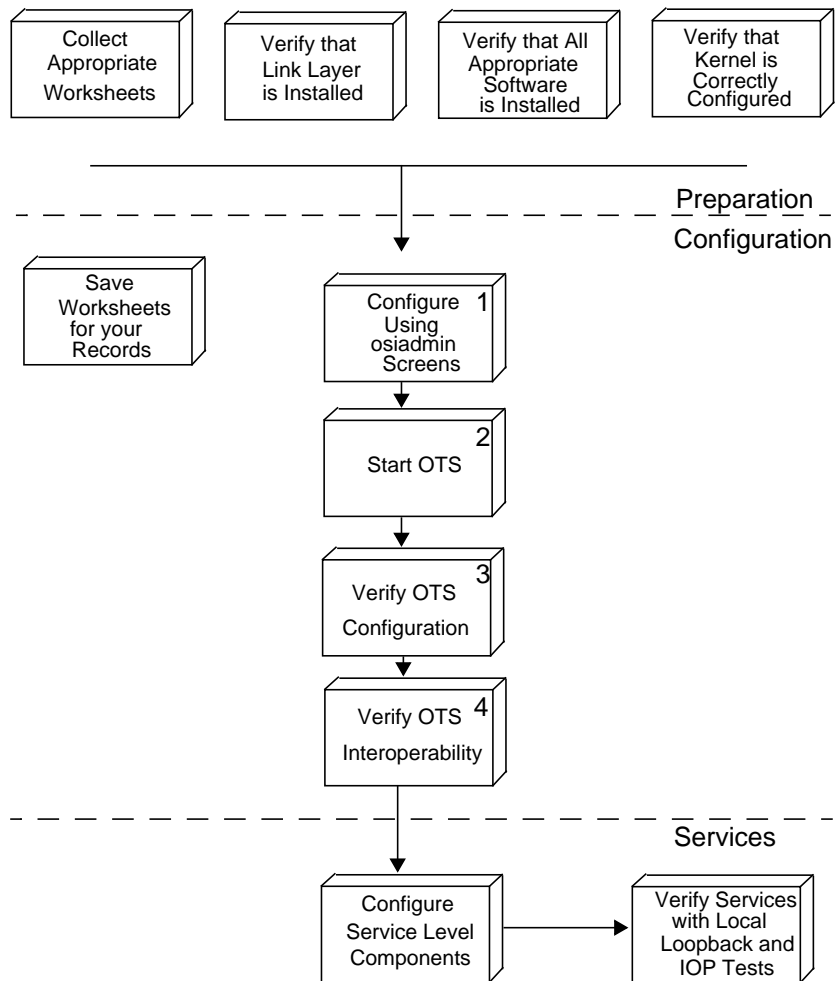 Collect
Appropriate
Worksheets
Verify that
Link Layer
is Installed
Verify that All
Appropriate
Software
is Installed
Verify that
Kernel is
Correctly
Configured
Preparation
Configuration
Save
Worksheets
for your
Records
1
Configure
Using
osiadmin
Screens
2
Start OTS
3
Verify OTS
Configuration
4
Verify OTS
Interoperability
Services
Configure
Service Level
Components
Verify Services
with Local
Loopback and
IOP Tests